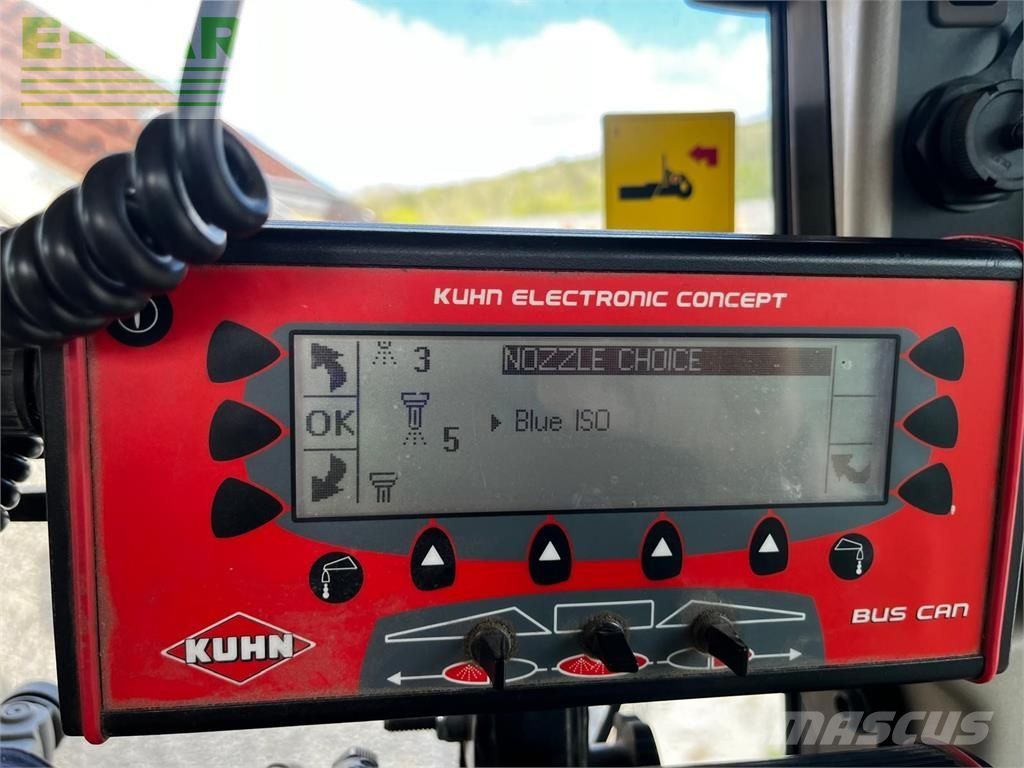 KUHN ELECTRONIC CONCEPT
3 NOZZLE CHOICE
OK
5 Blue ISO
BUS CAN
KUHN
MASCUS